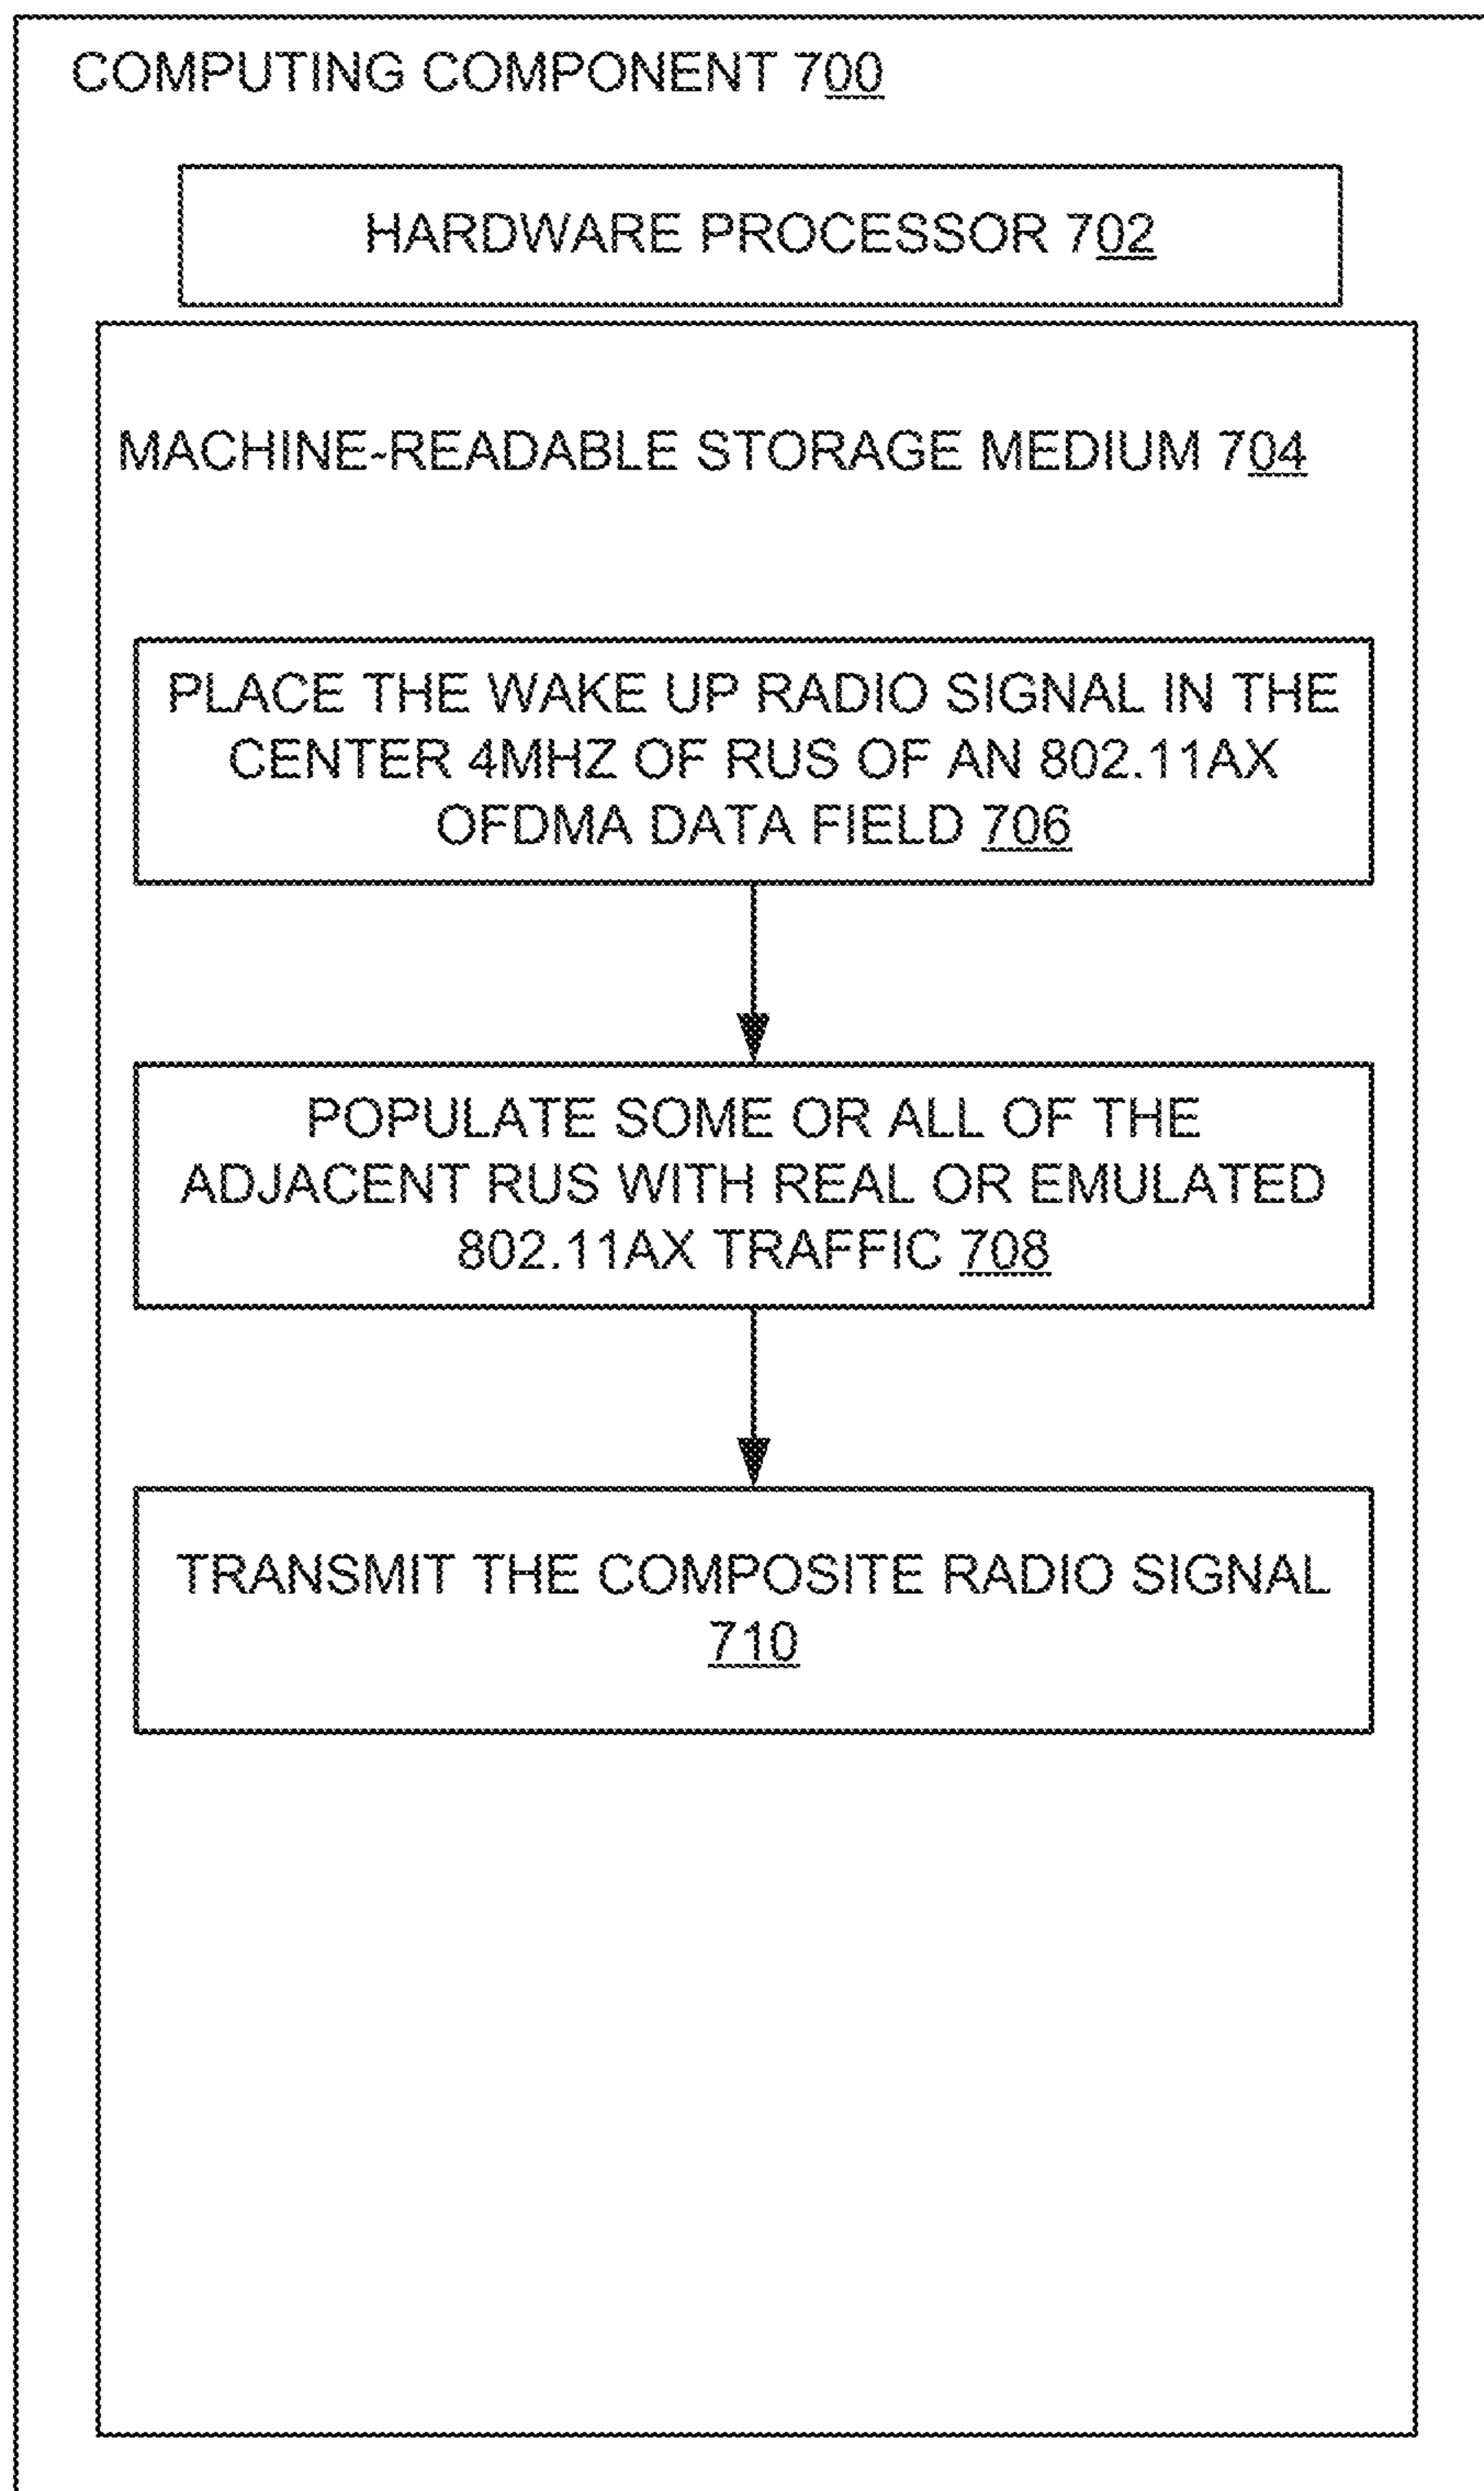 COMPUTING COMPONENT 700
HARDWARE PROCESSOR 702
MACHINE-READABLE STORAGE MEDIUM 704
PLACE THE WAKE UP RADIO SIGNAL IN THE
CENTER 4MHZ OF RUS OF AN 802.11AX
OFDMA DATA FIELD 706
POPULATE SOME OR ALL OF THE
ADJACENT RUS WITH REAL OR EMULATED
802.11AX TRAFFIC 708
TRANSMIT THE COMPOSITE RADIO SIGNAL
710